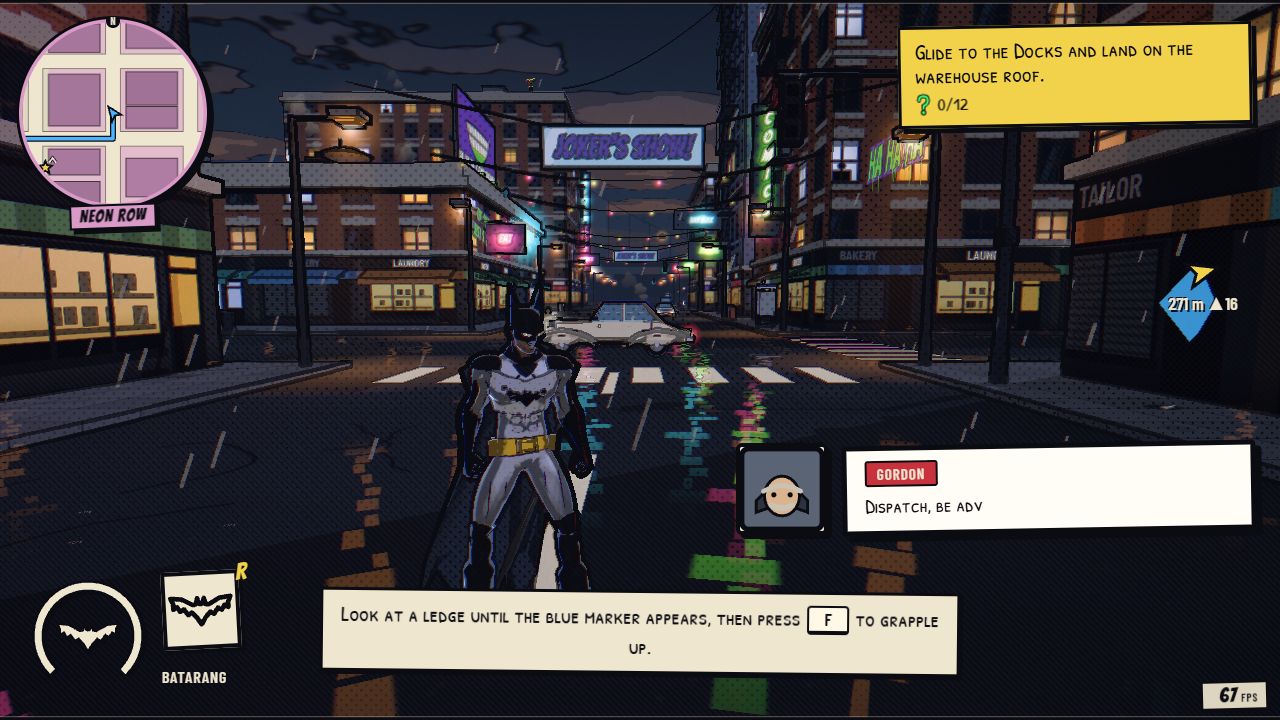 N
NEON ROW
GLIDE TO THE DOCKS AND LAND ON THE
WAREHOUSE ROOF.
0/12
JOKER'S SHOW!
HA HA HA
TAILOR
LAUNDRY
BAKERY
271 m ▲ 16
GORDON
DISPATCH, BE ADV
R
BATARANG
LOOK AT A LEDGE UNTIL THE BLUE MARKER APPEARS, THEN PRESS F TO GRAPPLE
UP.
67 FPS